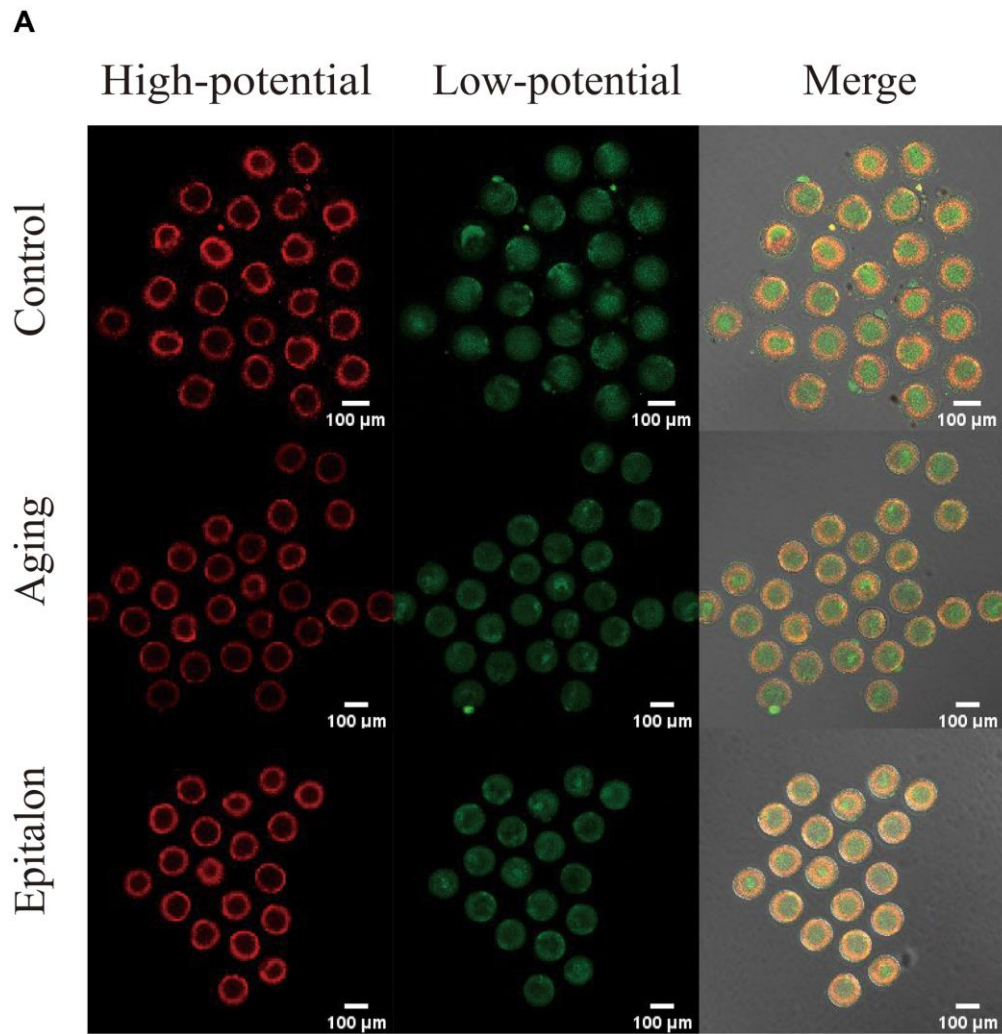 A
High-potential Low-potential Merge
Control
100 µm 100 µm 100 µm
Aging
100 µm 100 µm 100 µm
Epitalon
100 µm 100 µm 100 µm